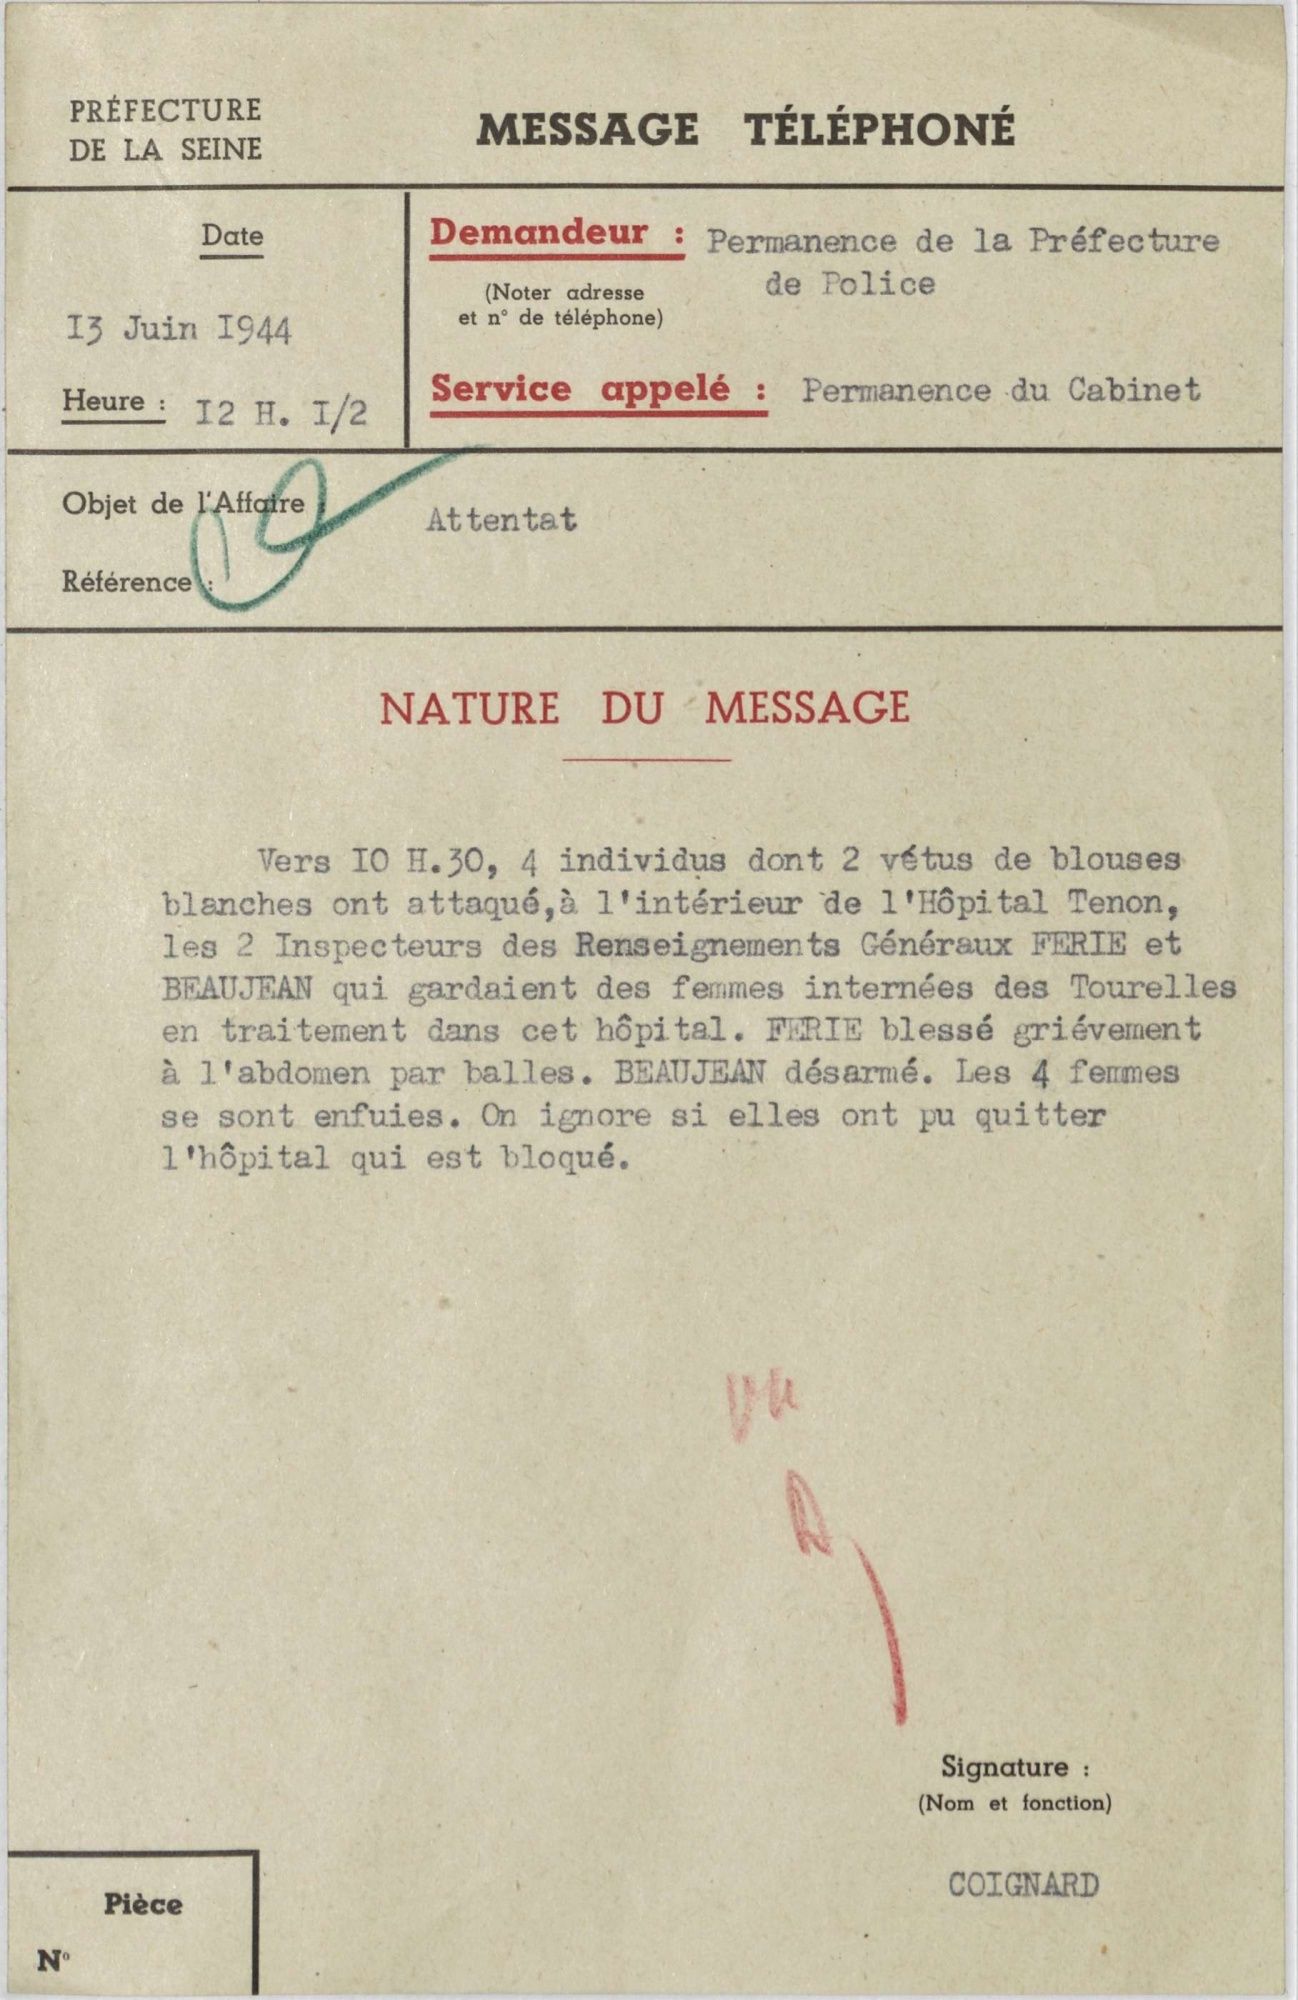 PRÉFECTURE
DE LA SEINE
MESSAGE TÉLÉPHONÉ
Date
13 Juin 1944
Heure : 12 H. 1/2
Demandeur : Permanence de la Préfecture
de Police
(Noter adresse
et n° de téléphone)
Service appelé : Permanence du Cabinet
Objet de l'Affaire : Attentat
Référence :
NATURE DU MESSAGE
Vers 10 H.30, 4 individus dont 2 vétus de blouses
blanches ont attaqué,à l'intérieur de l'Hôpital Tenon,
les 2 Inspecteurs des Renseignements Généraux FERIE et
BEAUJEAN qui gardaient des femmes internées des Tourelles
en traitement dans cet hôpital. FERIE blessé griévement
à l'abdomen par balles. BEAUJEAN désarmé. Les 4 femmes
se sont enfuies. On ignore si elles ont pu quitter
l'hôpital qui est bloqué.
vu
Signature :
(Nom et fonction)
COIGNARD
Pièce
N°